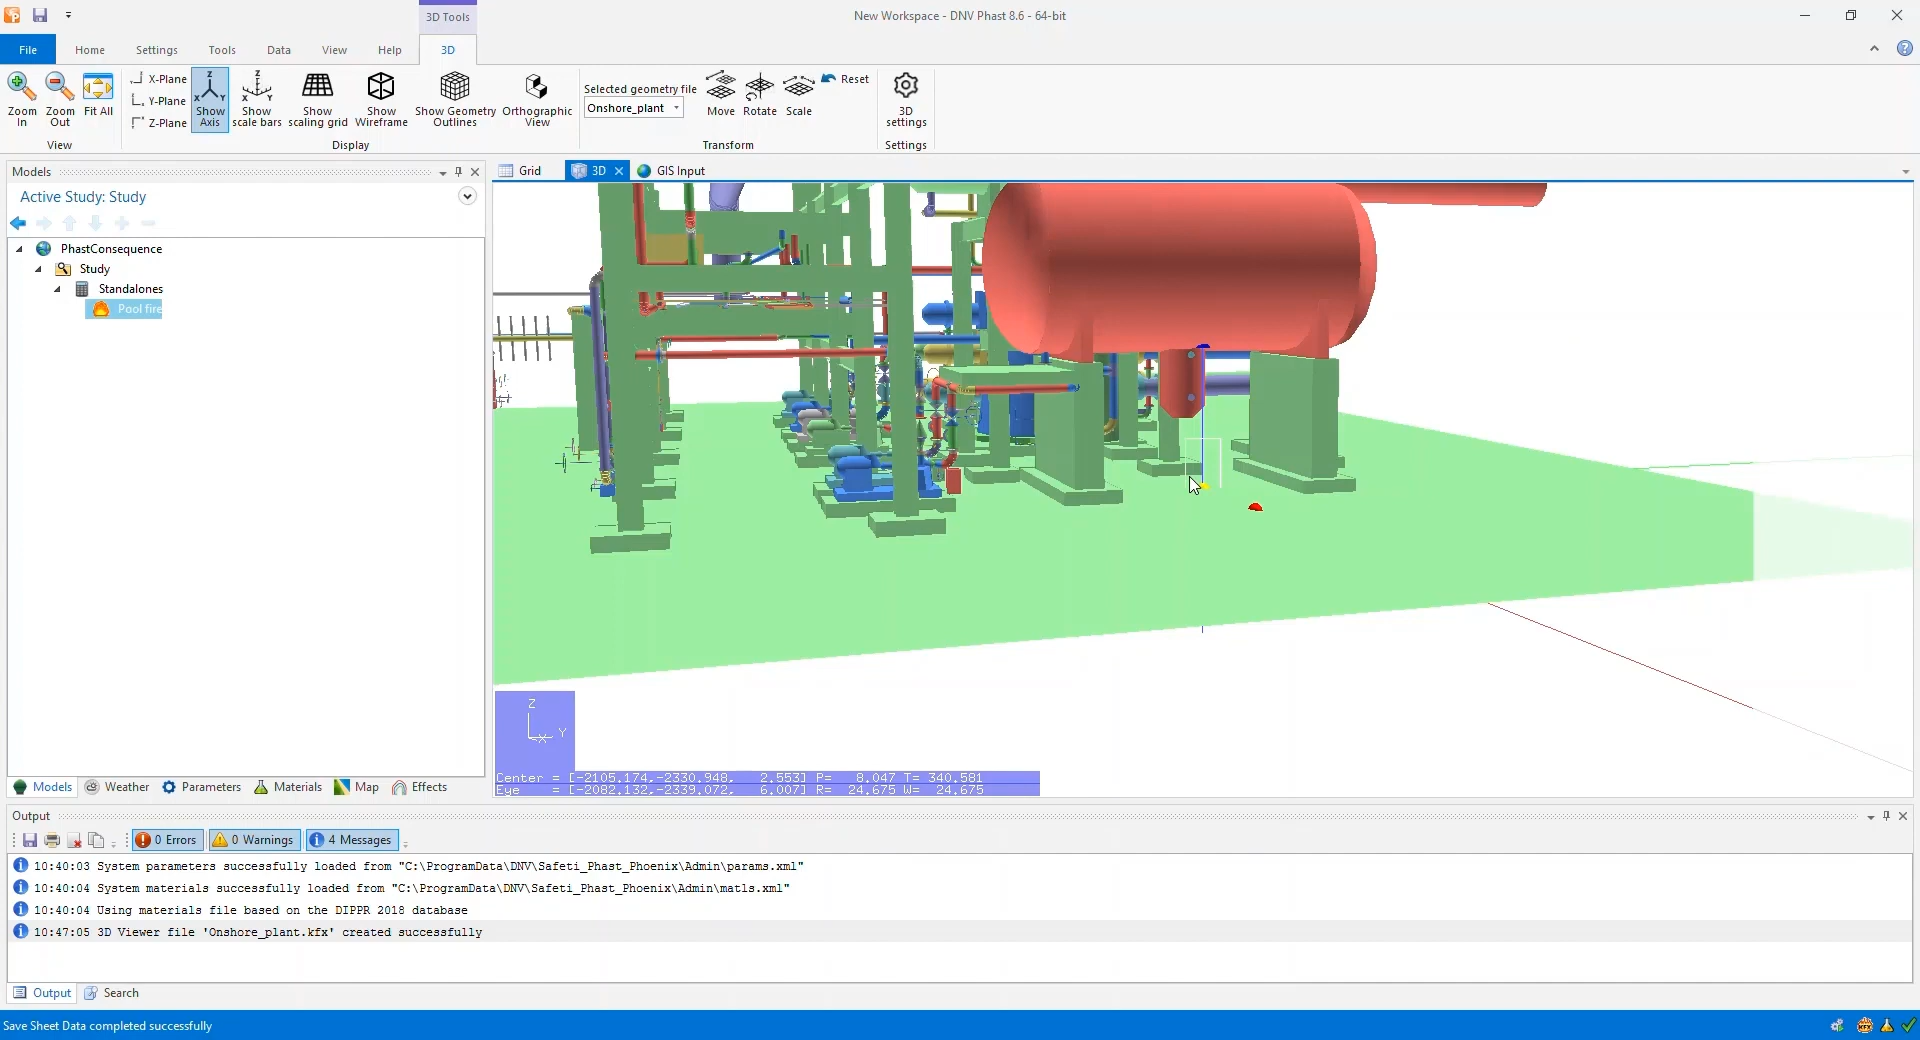 3D Tools
New Workspace - DNV Phast 8.6 - 64-bit
File Home Settings Tools Data View Help 3D
Zoom In
Zoom Out
Fit All
X-Plane
Y-Plane
Z-Plane
Show Axis
Show scale bars
Show scaling grid
Show Wireframe
Show Geometry Outlines
Orthographic View
Selected geometry file
Onshore_plant
Move
Rotate
Scale
Reset
3D settings
View
Display
Transform
Settings
Models
Grid
3D
GIS Input
Active Study: Study
PhastConsequence
Study
Standalones
Pool fire
Z
Y
X
Center = [-2105.174,-2330.948, 2.553] P= 8.047 T= 340.581
Eye = [-2082.132,-2339.072, 6.007] R= 24.675 W= 24.675
Models Weather Parameters Materials Map Effects
Output
0 Errors
0 Warnings
4 Messages
10:40:03 System parameters successfully loaded from "C:\ProgramData\DNV\Safeti_Phast_Phoenix\Admin\params.xml"
10:40:04 System materials successfully loaded from "C:\ProgramData\DNV\Safeti_Phast_Phoenix\Admin\matls.xml"
10:40:04 Using materials file based on the DIPPR 2018 database
10:47:05 3D Viewer file 'Onshore_plant.kfx' created successfully
Output Search
Save Sheet Data completed successfully